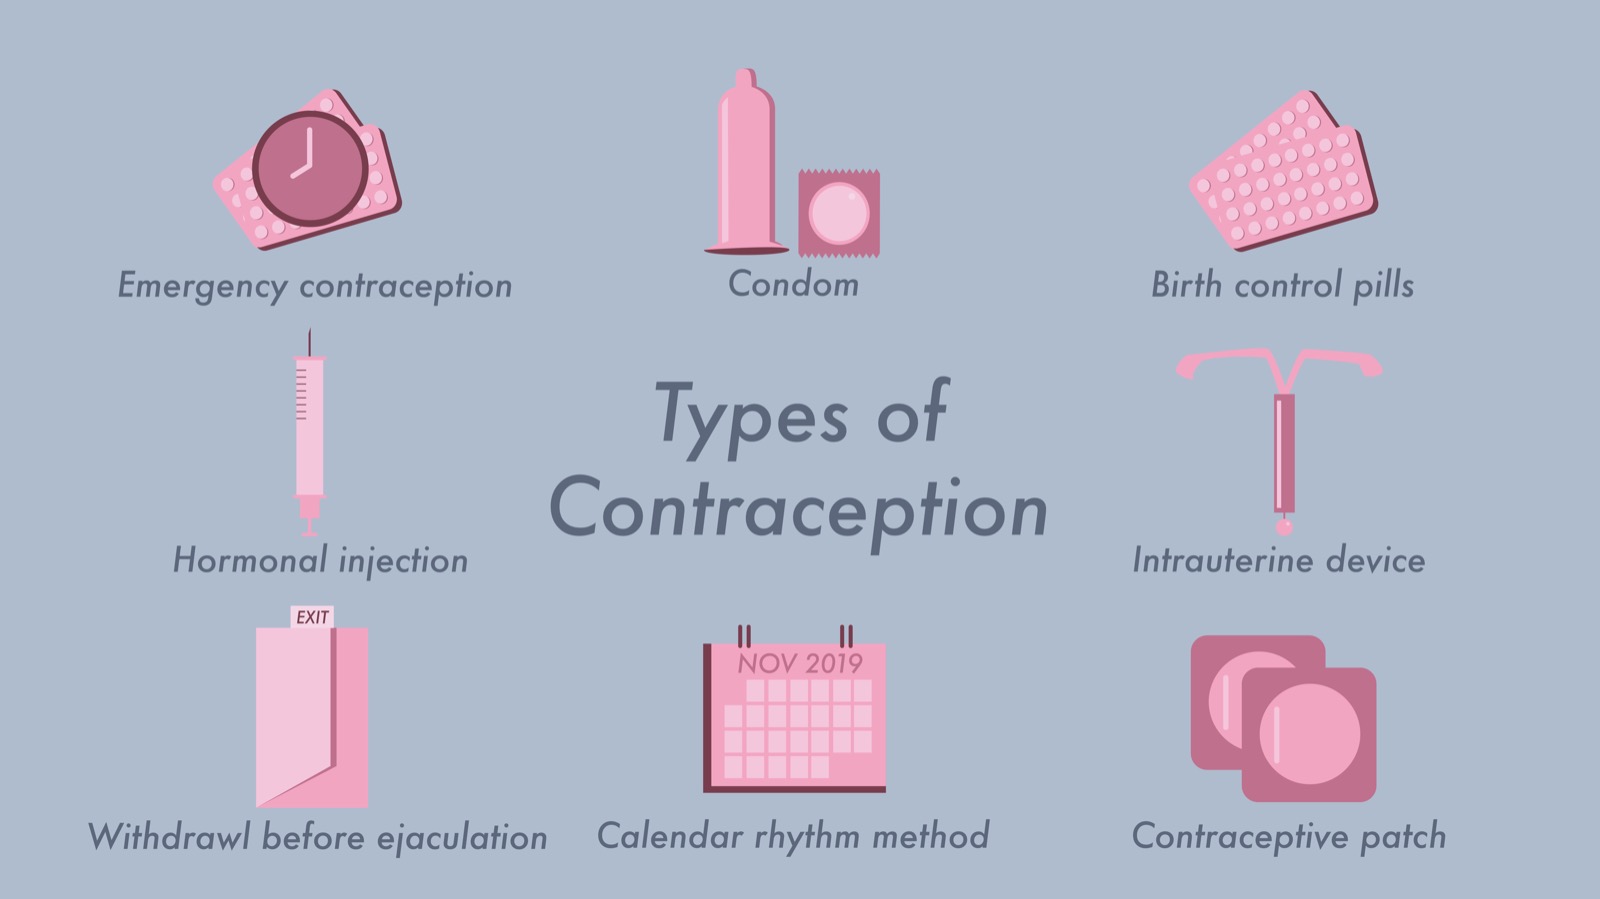 Emergency contraception
Condom
Birth control pills
Types of
Contraception
Hormonal injection
Intrauterine device
EXIT
NOV 2019
Withdrawl before ejaculation
Calendar rhythm method
Contraceptive patch